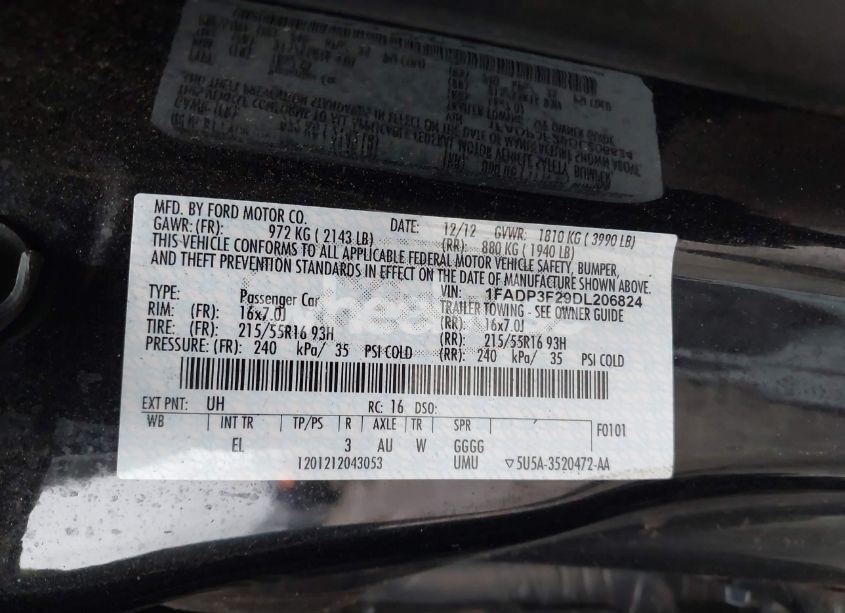 MFD. BY FORD MOTOR CO. DATE: 12/12 GVWR: 1810 KG ( 3990 LB)
GAWR: (FR): 972 KG ( 2143 LB) (RR): 880 KG ( 1940 LB)
THIS VEHICLE CONFORMS TO ALL APPLICABLE FEDERAL MOTOR VEHICLE SAFETY, BUMPER,
AND THEFT PREVENTION STANDARDS IN EFFECT ON THE DATE OF MANUFACTURE SHOWN ABOVE.
VIN: 1FADP3F29DL206824
TYPE: Passenger Car TRAILER TOWING - SEE OWNER GUIDE
RIM: (FR): 16x7.0J (RR): 16x7.0J
TIRE: (FR): 215/55R16 93H (RR): 215/55R16 93H
PRESSURE: (FR): 240 kPa/ 35 PSI COLD (RR): 240 kPa/ 35 PSI COLD
EXT PNT: UH RC: 16 DSO:
WB INT TR TP/PS R AXLE TR SPR F0101
EL 3 AU W GGGG
1201212043053 UMU ▽5U5A-3520472-AA